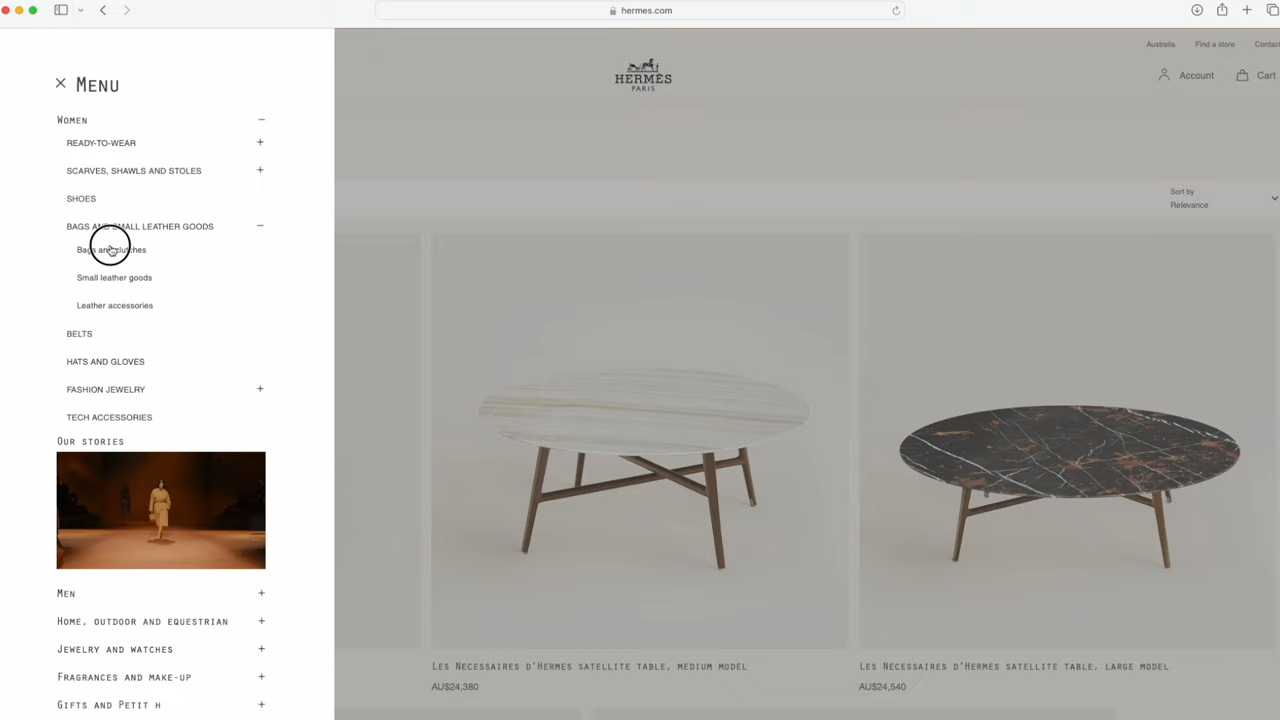 hermes.com
Australia
Find a store
Contact
HERMÈS
PARIS
Account
Cart
MENU
WOMEN
READY-TO-WEAR
SCARVES, SHAWLS AND STOLES
SHOES
BAGS AND SMALL LEATHER GOODS
Bags and clutches
Small leather goods
Leather accessories
BELTS
HATS AND GLOVES
FASHION JEWELRY
TECH ACCESSORIES
OUR STORIES
MEN
HOME, OUTDOOR AND EQUESTRIAN
JEWELRY AND WATCHES
FRAGRANCES AND MAKE-UP
GIFTS AND PETIT H
Sort by
Relevance
LES NECESSAIRES D'HERMES SATELLITE TABLE, MEDIUM MODEL
AU$24,380
LES NECESSAIRES D'HERMES SATELLITE TABLE, LARGE MODEL
AU$24,540